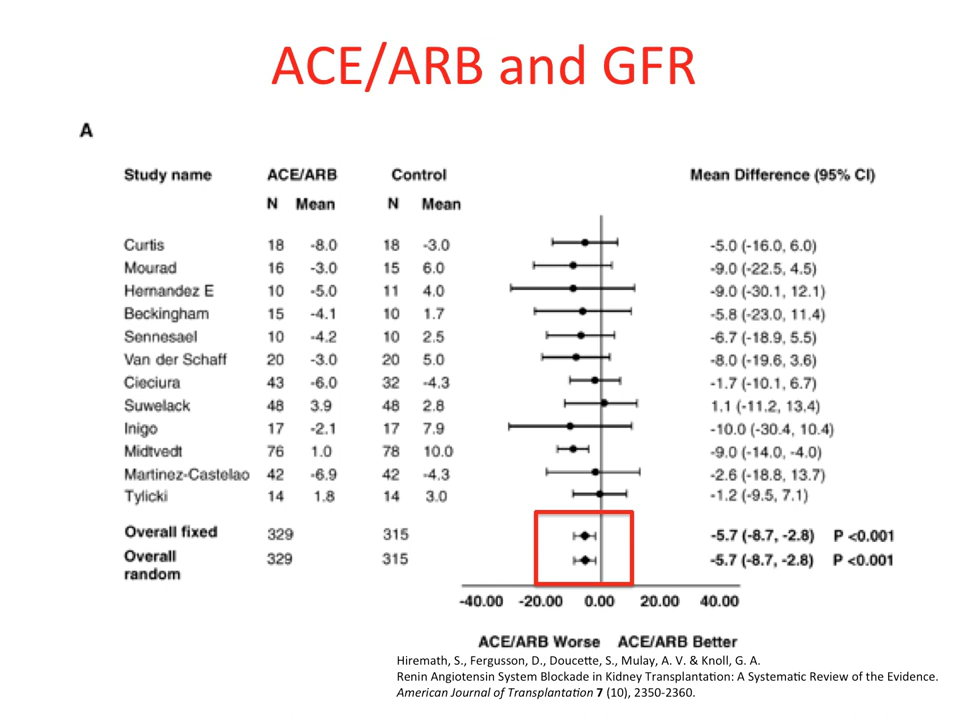 ACE/ARB and GFR
A
Study name ACE/ARB Control Mean Difference (95% CI)
N Mean N Mean
Curtis 18 -8.0 18 -3.0 -5.0 (-16.0, 6.0)
Mourad 16 -3.0 15 6.0 -9.0 (-22.5, 4.5)
Hernandez E 10 -5.0 11 4.0 -9.0 (-30.1, 12.1)
Beckingham 15 -4.1 10 1.7 -5.8 (-23.0, 11.4)
Sennesael 10 -4.2 10 2.5 -6.7 (-18.9, 5.5)
Van der Schaff 20 -3.0 20 5.0 -8.0 (-19.6, 3.6)
Cieciura 43 -6.0 32 -4.3 -1.7 (-10.1, 6.7)
Suwelack 48 3.9 48 2.8 1.1 (-11.2, 13.4)
Inigo 17 -2.1 17 7.9 -10.0 (-30.4, 10.4)
Midtvedt 76 1.0 78 10.0 -9.0 (-14.0, -4.0)
Martinez-Castelao 42 -6.9 42 -4.3 -2.6 (-18.8, 13.7)
Tylicki 14 1.8 14 3.0 -1.2 (-9.5, 7.1)
Overall fixed 329 315 -5.7 (-8.7, -2.8) P <0.001
Overall 329 315 -5.7 (-8.7, -2.8) P <0.001
random
-40.00 -20.00 0.00 20.00 40.00
ACE/ARB Worse ACE/ARB Better
Hiremath, S., Fergusson, D., Doucette, S., Mulay, A. V. & Knoll, G. A.
Renin Angiotensin System Blockade in Kidney Transplantation: A Systematic Review of the Evidence.
American Journal of Transplantation 7 (10), 2350-2360.